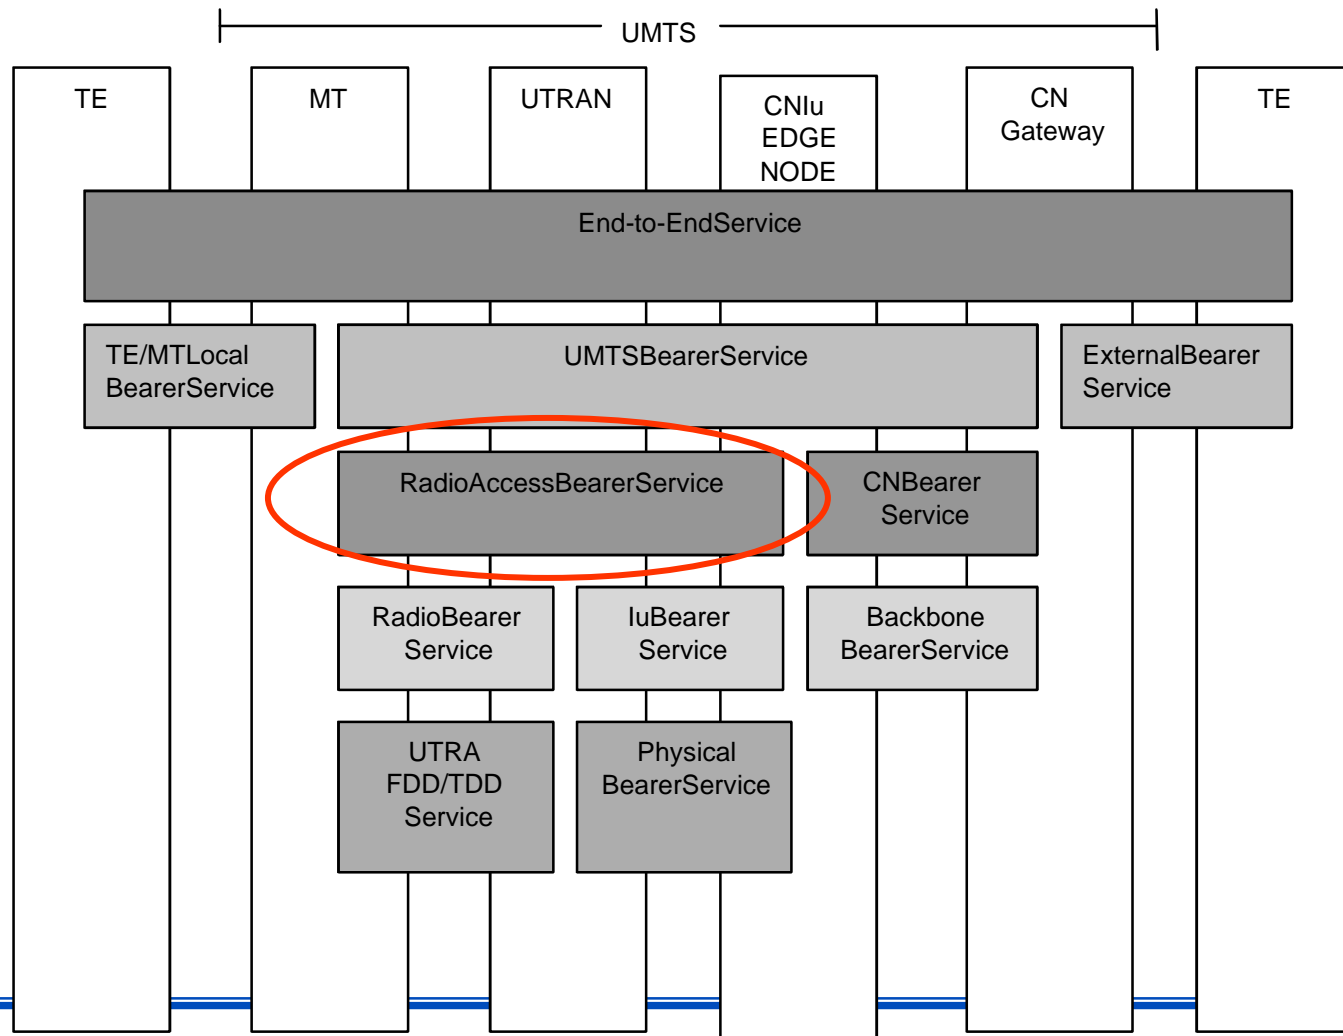 UMTS
TE
MT
UTRAN
CNIu
EDGE
NODE
CN
Gateway
TE
End-to-EndService
TE/MTLocal
BearerService
UMTSBearerService
ExternalBearer
Service
RadioAccessBearerService
CNBearer
Service
RadioBearer
Service
IuBearer
Service
Backbone
BearerService
UTRA
FDD/TDD
Service
Physical
BearerService